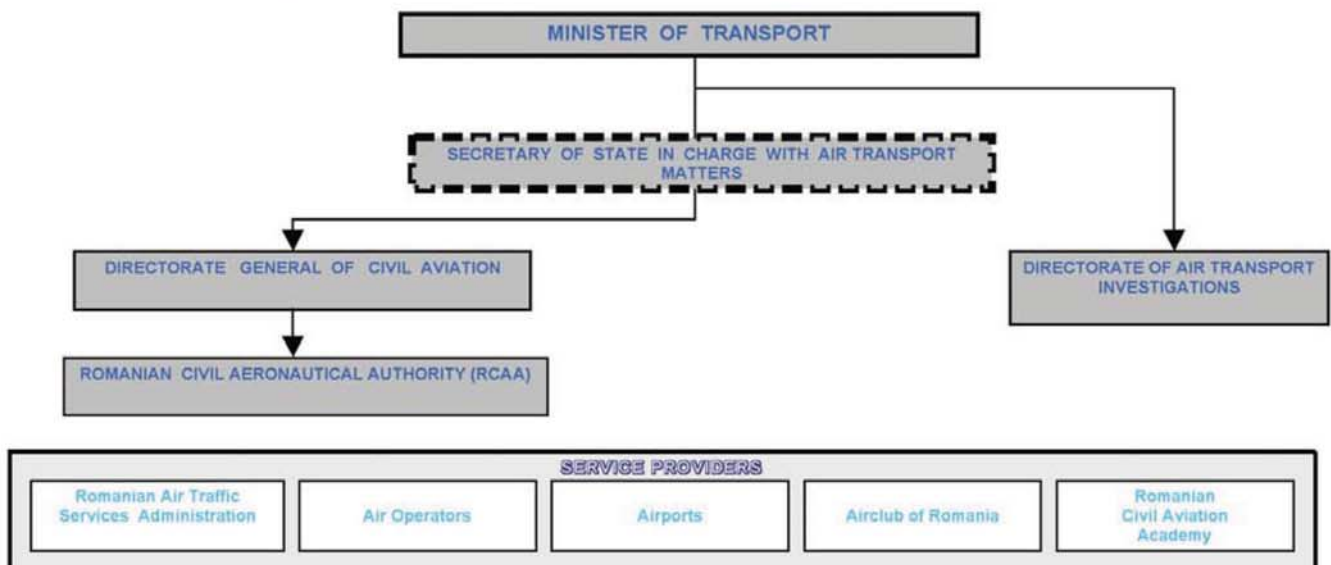 MINISTER OF TRANSPORT
SECRETARY OF STATE IN CHARGE WITH AIR TRANSPORT
MATTERS
DIRECTORATE GENERAL OF CIVIL AVIATION
DIRECTORATE OF AIR TRANSPORT
INVESTIGATIONS
ROMANIAN CIVIL AERONAUTICAL AUTHORITY (RCAA)
SERVICE PROVIDERS
Romanian Air Traffic
Services Administration
Air Operators
Airports
Airclub of Romania
Romanian
Civil Aviation
Academy